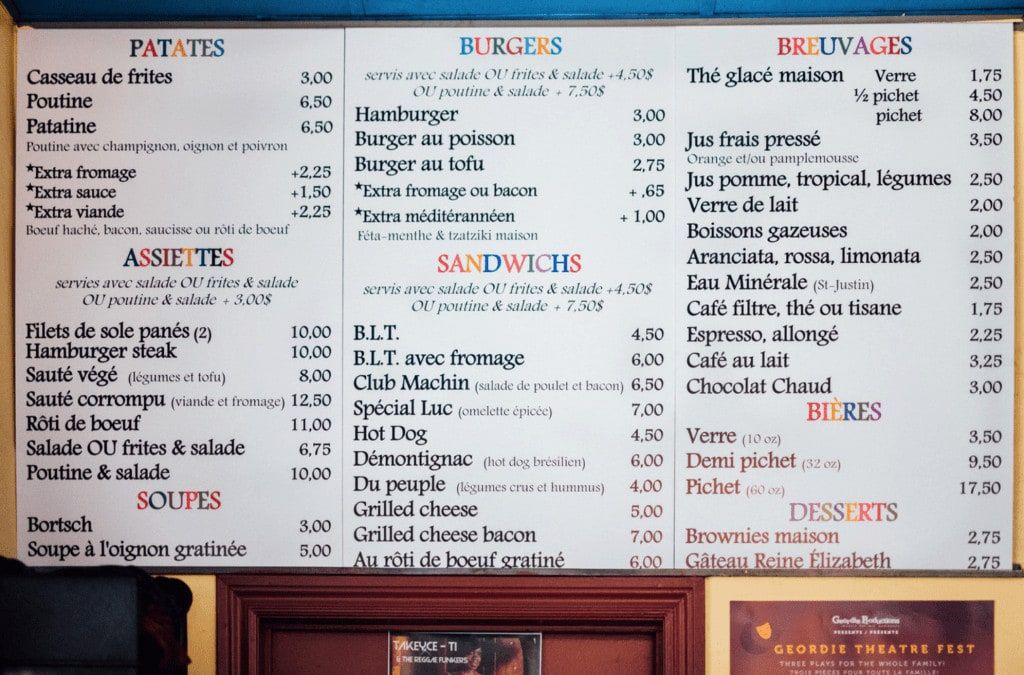 PATATES
Casseau de frites 3,00
Poutine 6,50
Patatine 6,50
Poutine avec champignon, oignon et poivron
*Extra fromage +2,25
*Extra sauce +1,50
*Extra viande +2,25
Boeuf haché, bacon, saucisse ou rôti de boeuf
ASSIETTES
servies avec salade OU frites & salade
OU poutine & salade + 3,00$
Filets de sole panés (2) 10,00
Hamburger steak 10,00
Sauté végé (légumes et tofu) 8,00
Sauté corrompu (viande et fromage) 12,50
Rôti de boeuf 11,00
Salade OU frites & salade 6,75
Poutine & salade 10,00
SOUPES
Bortsch 3,00
Soupe à l'oignon gratinée 5,00
BURGERS
servis avec salade OU frites & salade +4,50$
OU poutine & salade + 7,50$
Hamburger 3,00
Burger au poisson 3,00
Burger au tofu 2,75
*Extra fromage ou bacon + ,65
*Extra méditérannéen + 1,00
Féta-menthe & tzatziki maison
SANDWICHS
servis avec salade OU frites & salade +4,50$
OU poutine & salade + 7,50$
B.L.T. 4,50
B.L.T. avec fromage 6,00
Club Machin (salade de poulet et bacon) 6,50
Spécial Luc (omelette épicée) 7,00
Hot Dog 4,50
Démontignac (hot dog brésilien) 6,00
Du peuple (légumes crus et hummus) 4,00
Grilled cheese 5,00
Grilled cheese bacon 7,00
Au rôti de boeuf gratiné 6,00
BREUVAGES
Thé glacé maison Verre 1,75
½ pichet 4,50
pichet 8,00
Jus frais pressé 3,50
Orange et/ou pamplemousse
Jus pomme, tropical, légumes 2,50
Verre de lait 2,00
Boissons gazeuses 2,00
Aranciata, rossa, limonata 2,50
Eau Minérale (St-Justin) 2,50
Café filtre, thé ou tisane 1,75
Espresso, allongé 2,25
Café au lait 3,25
Chocolat Chaud 3,00
BIÈRES
Verre (10 oz) 3,50
Demi pichet (32 oz) 9,50
Pichet (60 oz) 17,50
DESSERTS
Brownies maison 2,75
Gâteau Reine Élizabeth 2,75
TAKEYCE - TI
& THE REGGAE FUNKERS
Geordie Productions
PRESENTS / PRÉSENTE
GEORDIE THEATRE FEST
THREE PLAYS FOR THE WHOLE FAMILY!
TROIS PIÈCES POUR TOUTE LA FAMILLE!